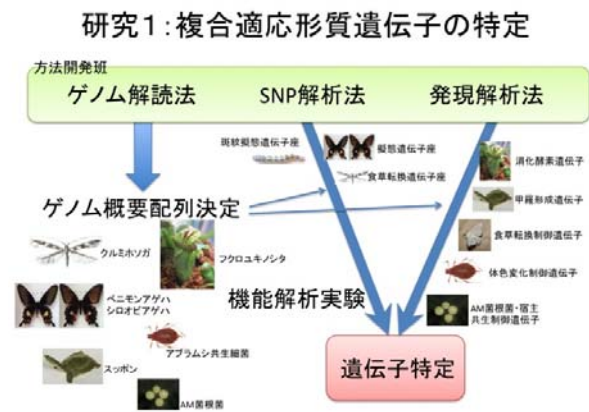 研究1:複合適応形質遺伝子の特定
方法開発班
ゲノム解読法
SNP解析法
発現解析法
斑紋擬態遺伝子座
擬態遺伝子座
食草転換遺伝子座
消化酵素遺伝子
甲羅形成遺伝子
食草転換制御遺伝子
体色変化制御遺伝子
AM菌根菌・宿主
共生制御遺伝子
ゲノム概要配列決定
クルミホソガ
フクロユキノシタ
ベニモンアゲハ
シロオビアゲハ
アブラムシ共生細菌
スッポン
AM菌根菌
機能解析実験
遺伝子特定